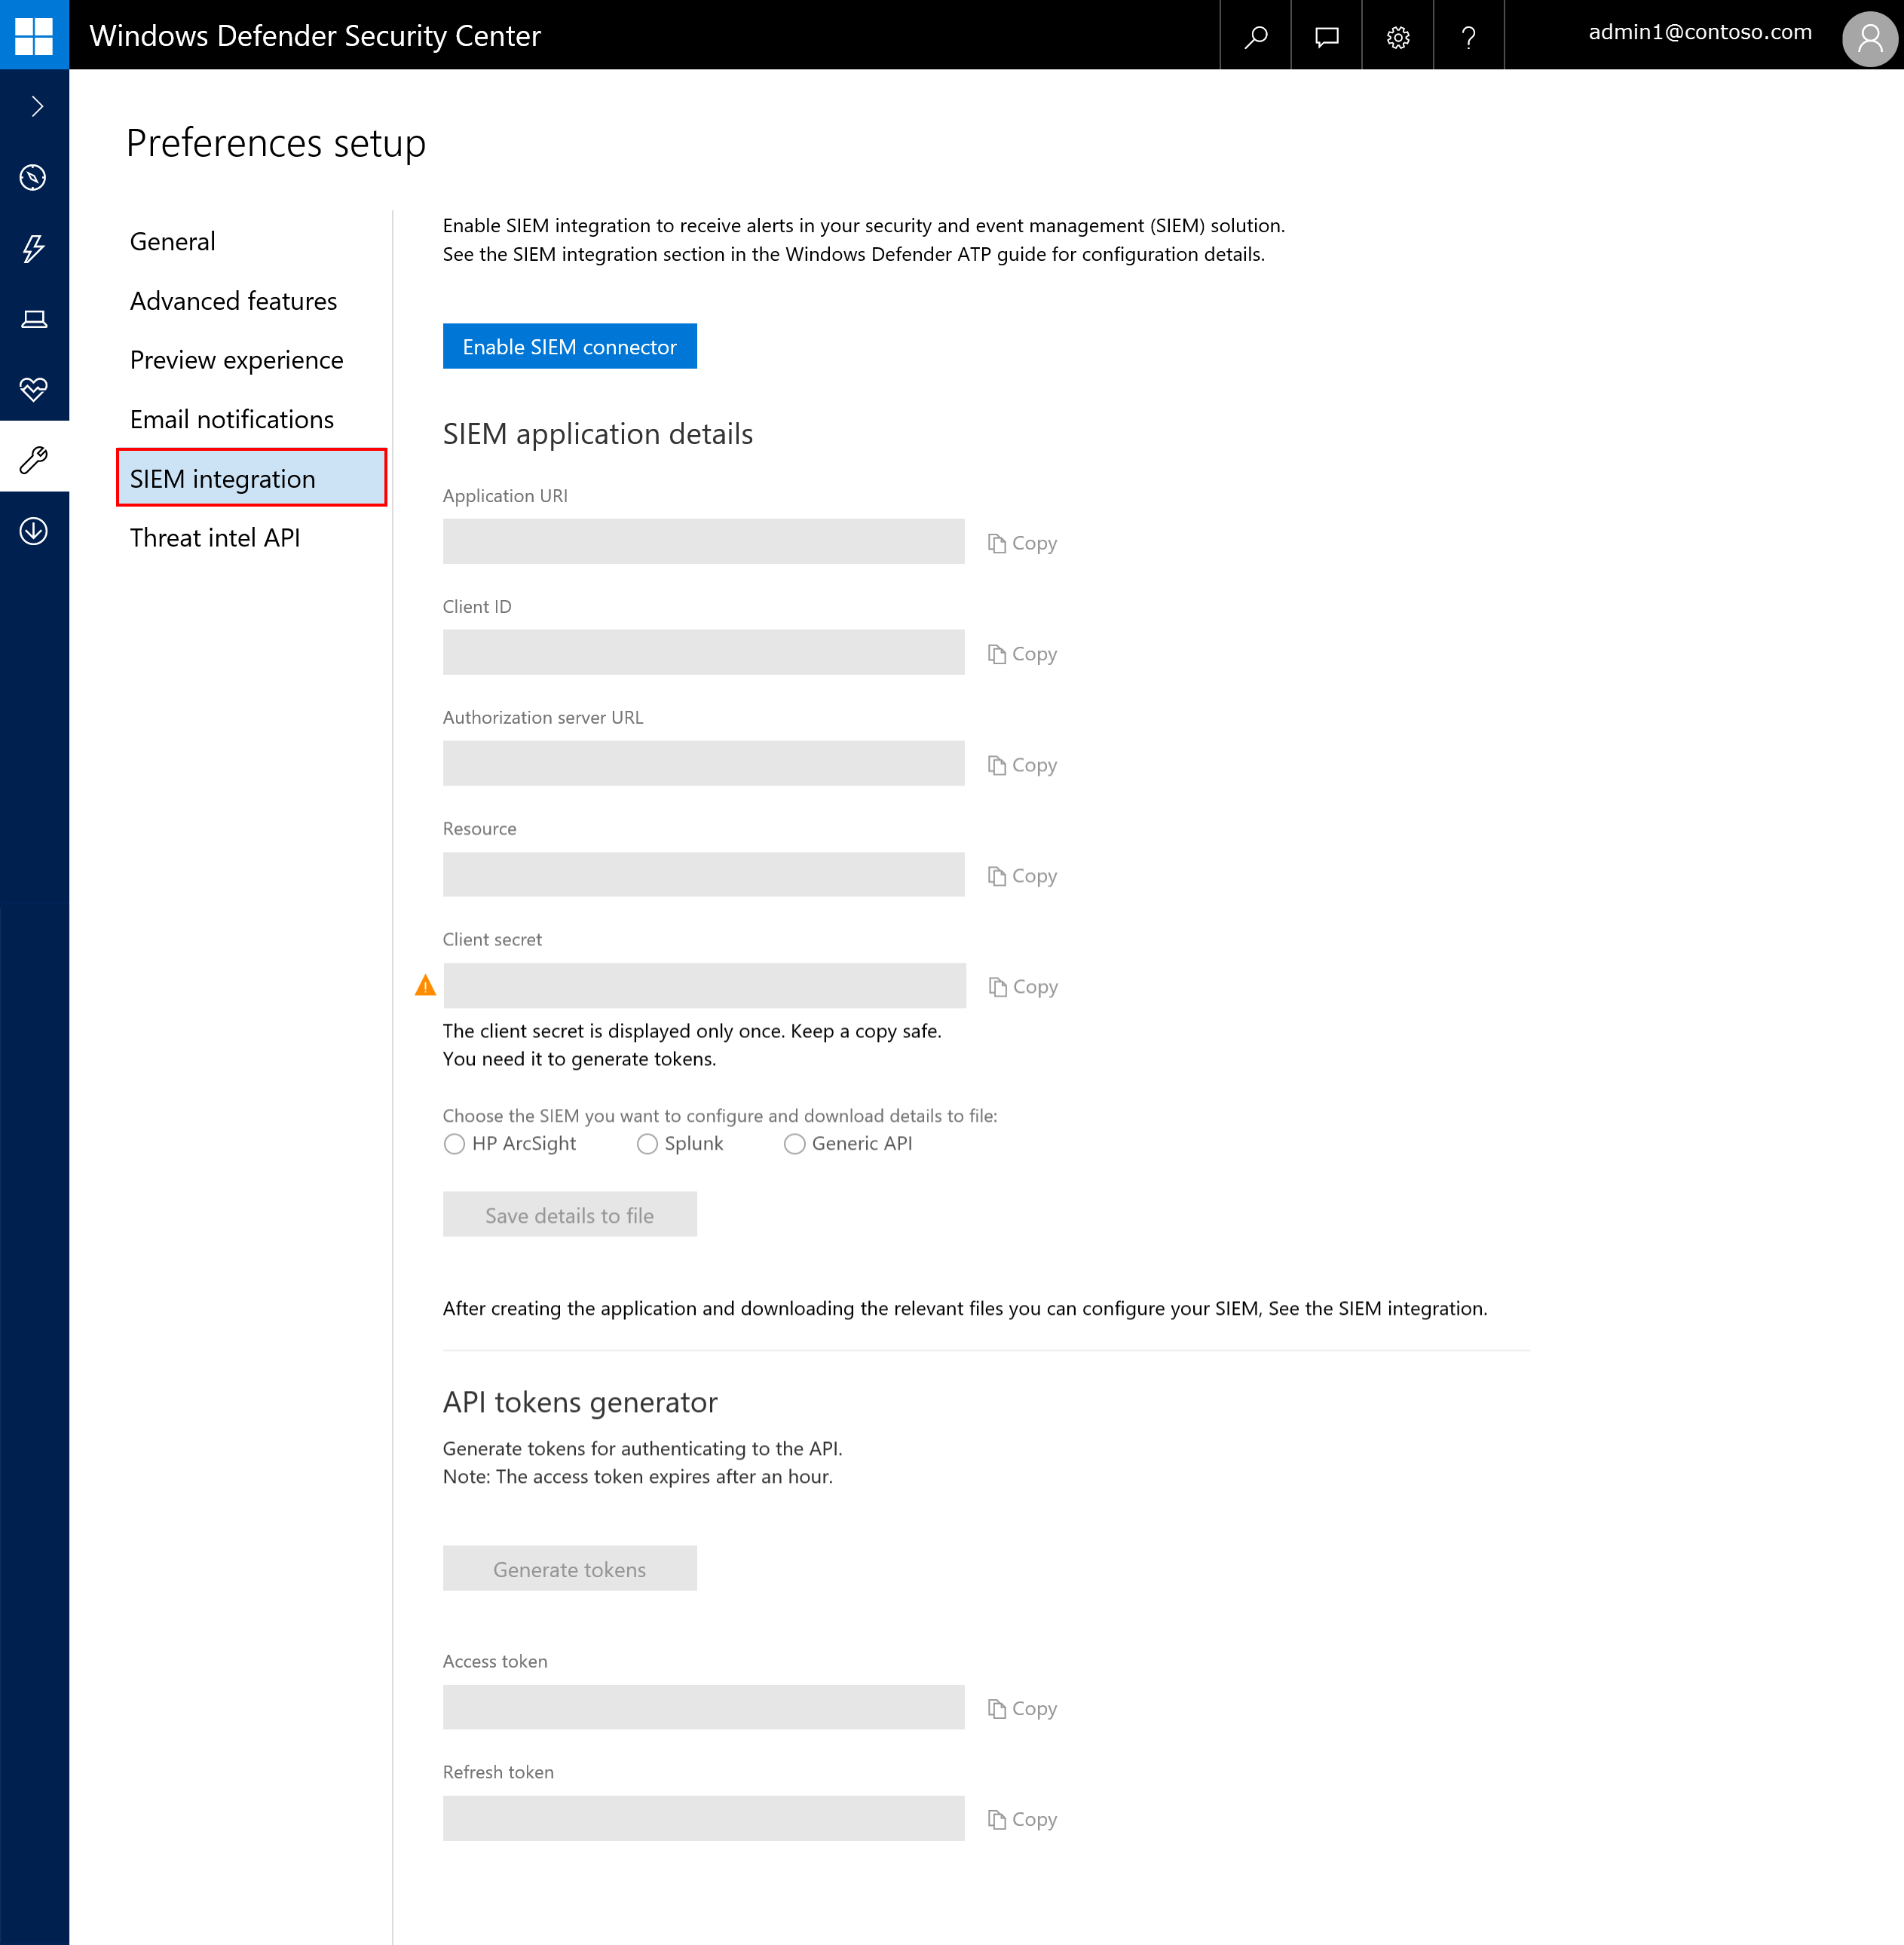 Windows Defender Security Center
admin1@contoso.com
Preferences setup
General
Advanced features
Preview experience
Email notifications
SIEM integration
Threat intel API
Enable SIEM integration to receive alerts in your security and event management (SIEM) solution.
See the SIEM integration section in the Windows Defender ATP guide for configuration details.
Enable SIEM connector
SIEM application details
Application URI
Copy
Client ID
Copy
Authorization server URL
Copy
Resource
Copy
Client secret
Copy
The client secret is displayed only once. Keep a copy safe.
You need it to generate tokens.
Choose the SIEM you want to configure and download details to file:
HP ArcSight Splunk Generic API
Save details to file
After creating the application and downloading the relevant files you can configure your SIEM, See the SIEM integration.
API tokens generator
Generate tokens for authenticating to the API.
Note: The access token expires after an hour.
Generate tokens
Access token
Copy
Refresh token
Copy